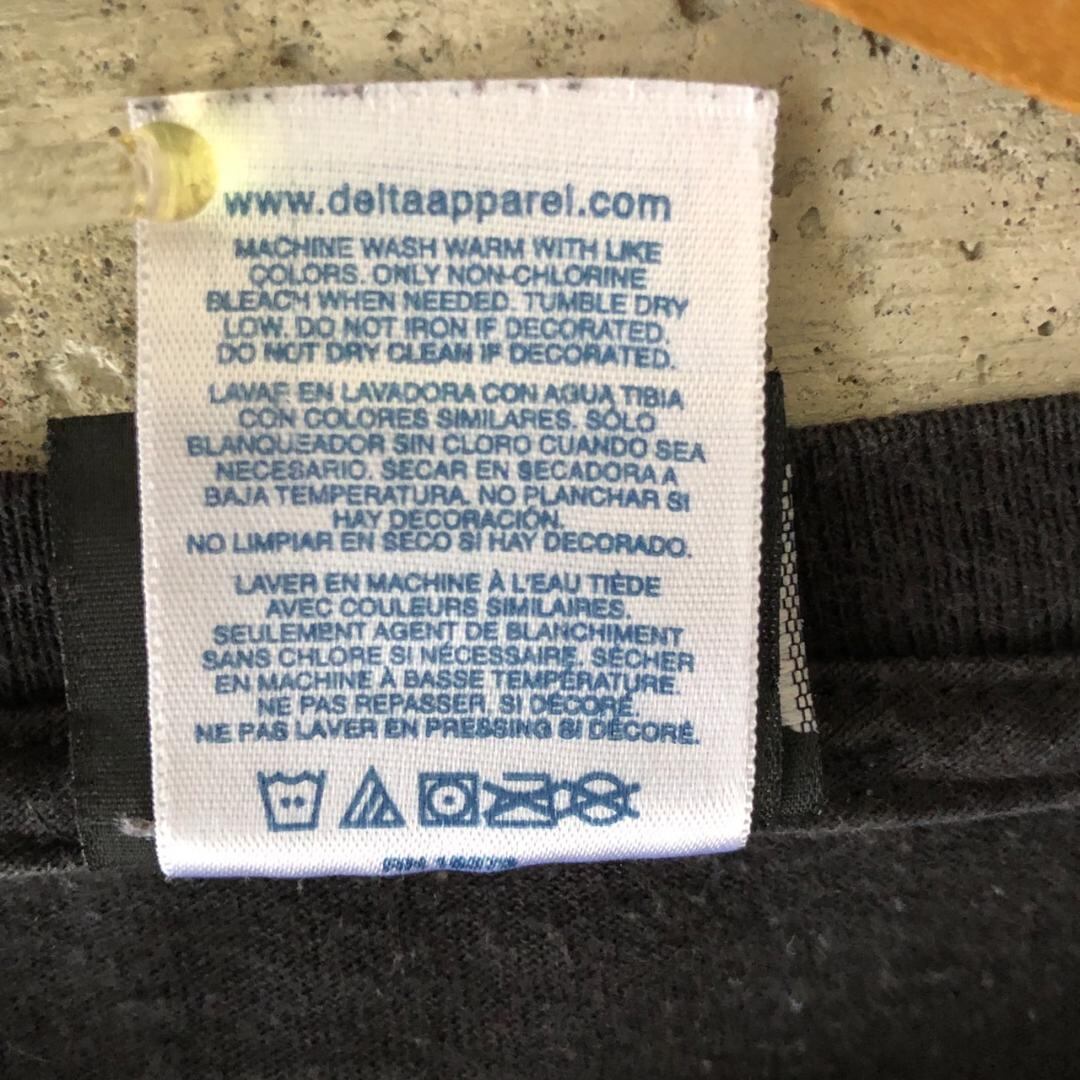 www.deltaapparel.com
MACHINE WASH WARM WITH LIKE
COLORS. ONLY NON-CHLORINE
BLEACH WHEN NEEDED. TUMBLE DRY
LOW. DO NOT IRON IF DECORATED.
DO NOT DRY CLEAN IF DECORATED.
LAVAR EN LAVADORA CON AGUA TIBIA
CON COLORES SIMILARES. SÓLO
BLANQUEADOR SIN CLORO CUANDO SEA
NECESARIO. SECAR EN SECADORA A
BAJA TEMPERATURA. NO PLANCHAR SI
HAY DECORACIÓN.
NO LIMPIAR EN SECO SI HAY DECORADO.
LAVER EN MACHINE À L'EAU TIÈDE
AVEC COULEURS SIMILAIRES.
SEULEMENT AGENT DE BLANCHIMENT
SANS CHLORE SI NÉCESSAIRE. SÉCHER
EN MACHINE À BASSE TEMPÉRATURE.
NE PAS REPASSER, SI DÉCORÉ.
NE PAS LAVER EN PRESSING SI DÉCORÉ.